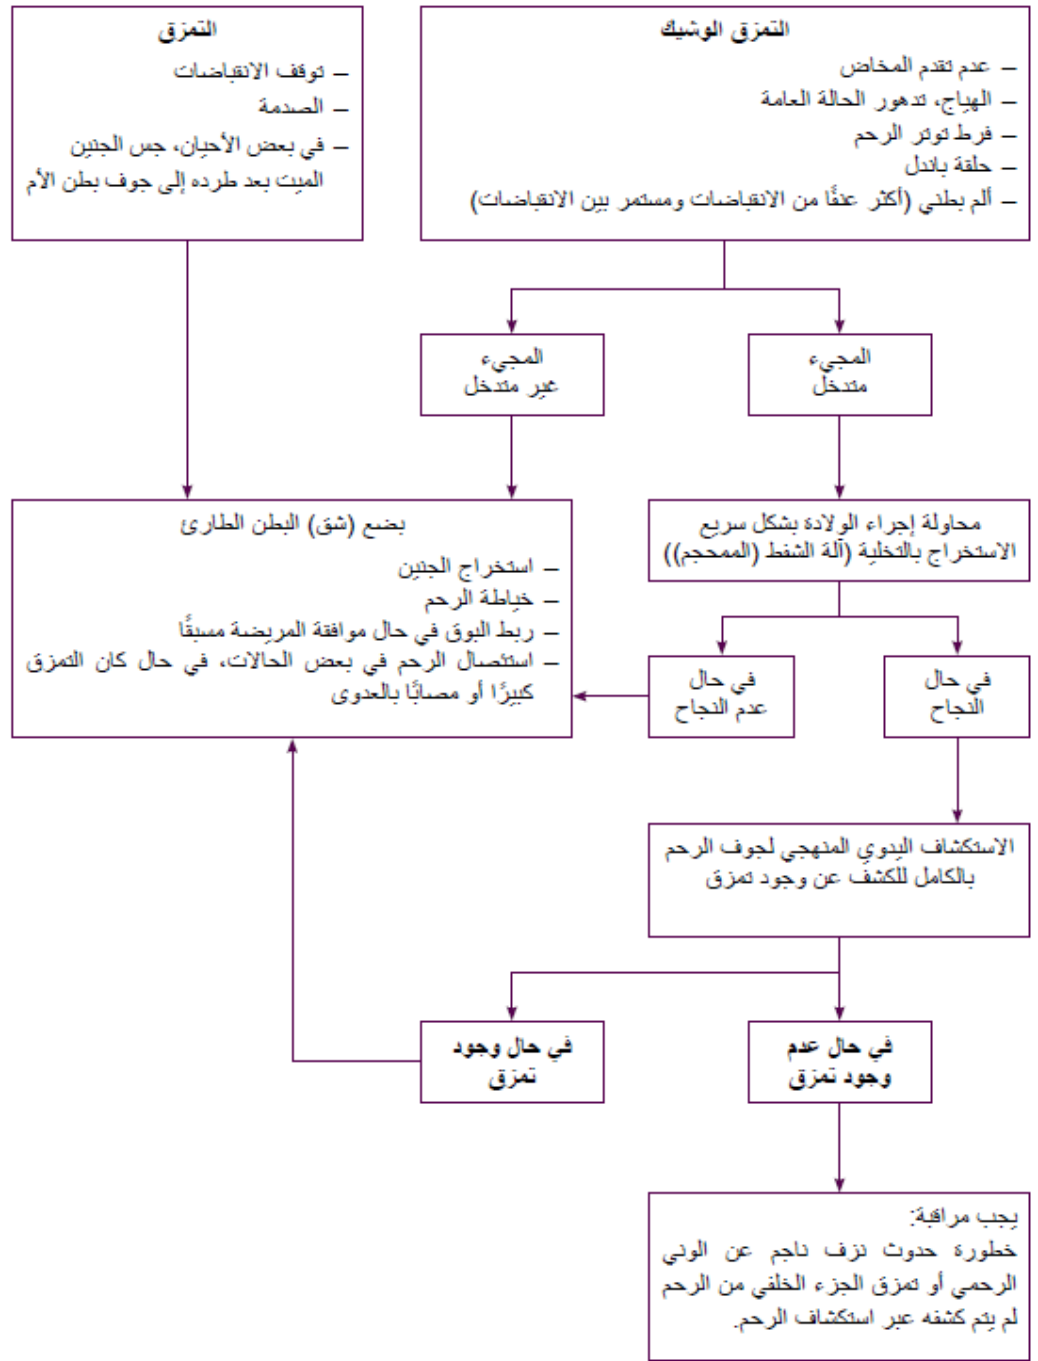 التمزق الوشيك
– عدم تقدم المخاض
– الهياج، تدهور الحالة العامة
– فرط توتر الرحم
– حلقة باندل
– ألم بطني (أكثر عنفًا من الانقباضات ومستمر بين الانقباضات)
التمزق
– توقف الانقباضات
– الصدمة
– في بعض الأحيان، جس الجنين
الميت بعد طرده إلى جوف بطن الأم
المجيء
متدخل
المجيء
غير متدخل
محاولة إجراء الولادة بشكل سريع
الاستخراج بالتخلية (آلة الشفط (الممحجم))
بضع (شق) البطن الطارئ
– استخراج الجنين
– خياطة الرحم
– ربط البوق في حال موافقة المريضة مسبقًا
– استئصال الرحم في بعض الحالات، في حال كان التمزق
كبيرًا أو مصابًا بالعدوى
في حال
النجاح
في حال
عدم النجاح
الاستكشاف اليدوي المنهجي لجوف الرحم
بالكامل للكشف عن وجود تمزق
في حال عدم
وجود تمزق
في حال وجود
تمزق
يجب مراقبة:
خطورة حدوث نزف ناجم عن الوني
الرحمي أو تمزق الجزء الخلفي من الرحم
لم يتم كشفه عبر استكشاف الرحم.